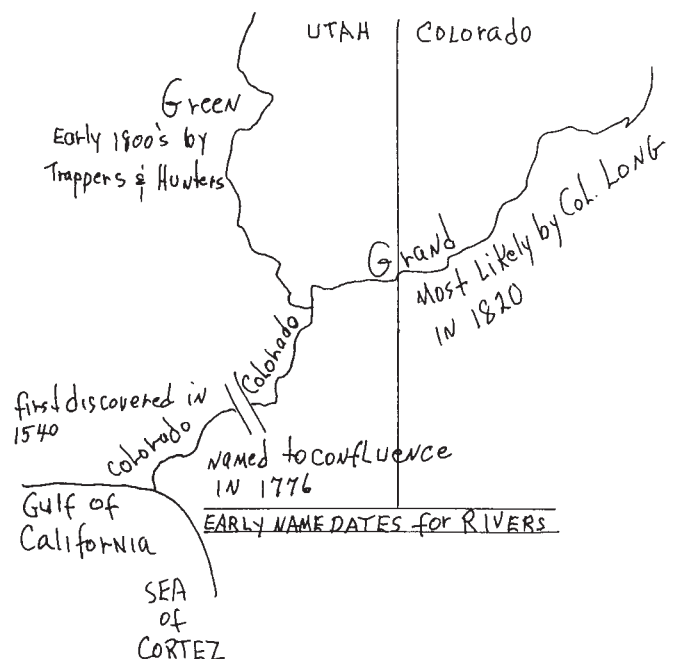 UTAH
Colorado
Green
Early 1800's by
Trappers & Hunters
Grand
Most Likely by Col. LONG
IN 1820
Colorado
first discovered in
1540
Colorado
NAMed to CONfLUeNCe
IN 1776
EARLY NAME DATES for RIVERS
Gulf of
CaliforNIA
SEA
of
CORTEZ